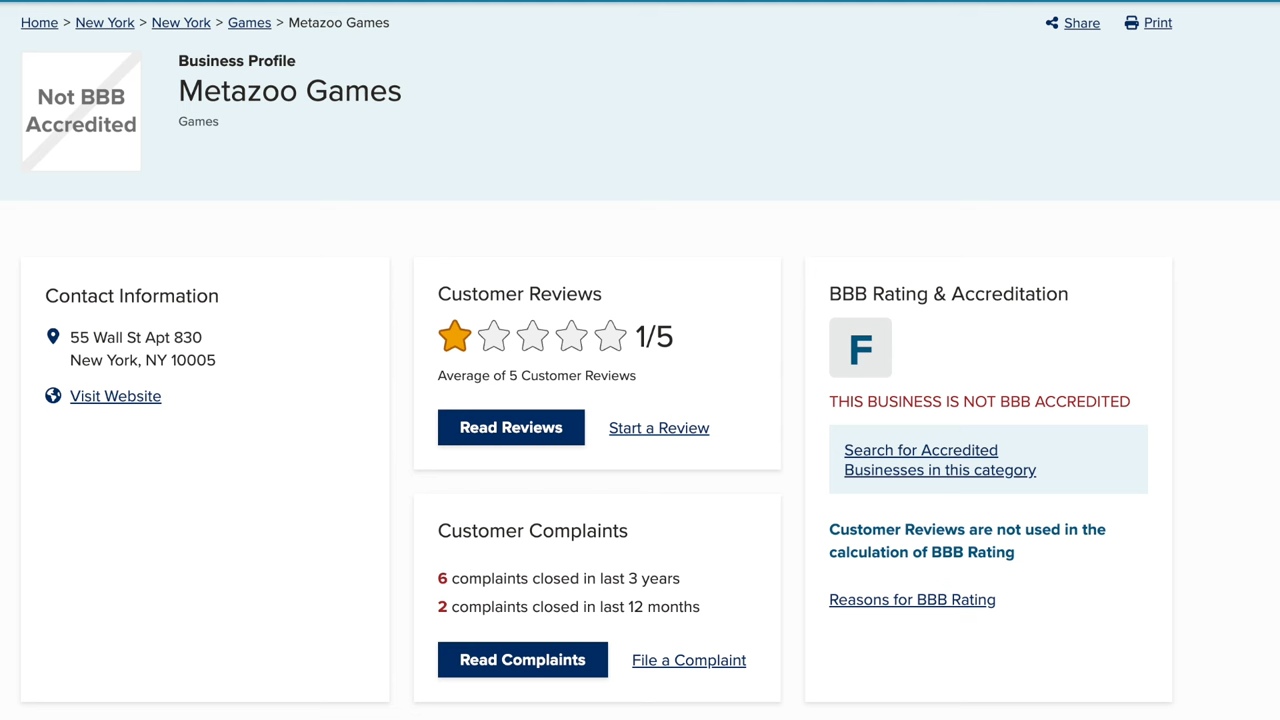 Home > New York > New York > Games > Metazoo Games
Share
Print
Not BBB
Accredited
Business Profile
Metazoo Games
Games
Contact Information
55 Wall St Apt 830
New York, NY 10005
Visit Website
Customer Reviews
1/5
Average of 5 Customer Reviews
Read Reviews
Start a Review
Customer Complaints
6 complaints closed in last 3 years
2 complaints closed in last 12 months
Read Complaints
File a Complaint
BBB Rating & Accreditation
F
THIS BUSINESS IS NOT BBB ACCREDITED
Search for Accredited
Businesses in this category
Customer Reviews are not used in the
calculation of BBB Rating
Reasons for BBB Rating